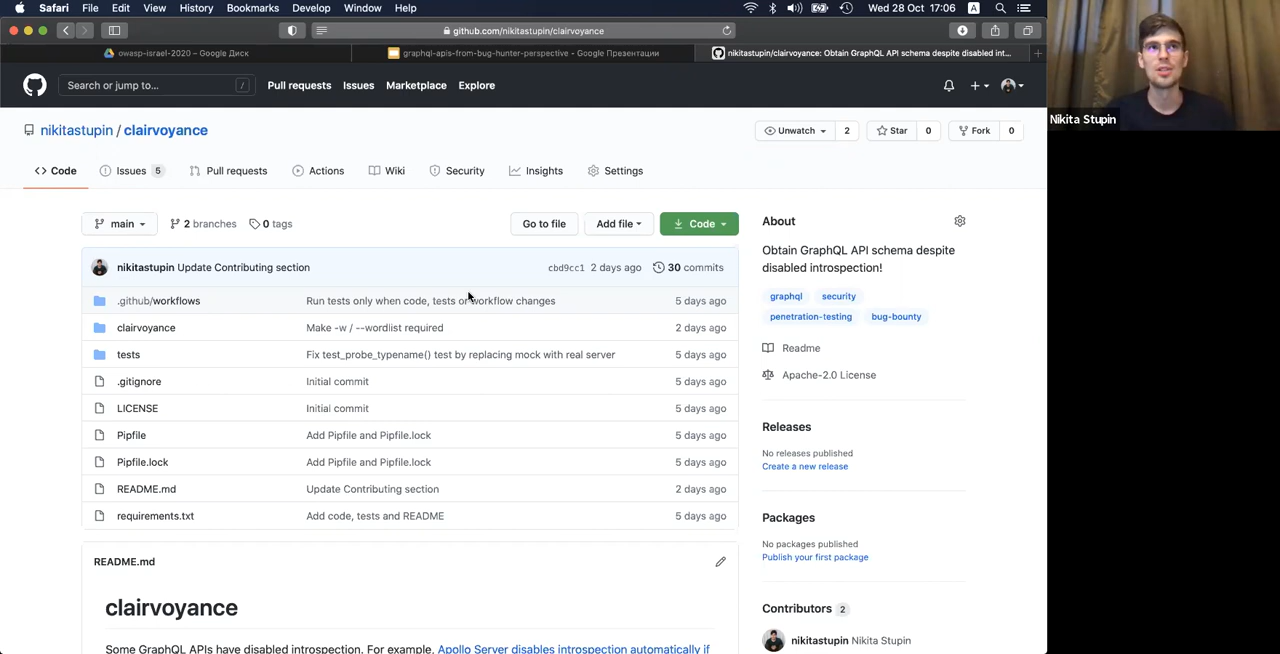 Safari File Edit View History Bookmarks Develop Window Help Wed 28 Oct 17:06 A
github.com/nikitastupin/clairvoyance
owasp-israel-2020 – Google Диск graphql-apis-from-bug-hunter-perspective - Google Презентации nikitastupin/clairvoyance: Obtain GraphQL API schema despite disabled int...
Search or jump to... / Pull requests Issues Marketplace Explore
Nikita Stupin
nikitastupin / clairvoyance Unwatch 2 Star 0 Fork 0
<> Code Issues 5 Pull requests Actions Wiki Security Insights Settings
main 2 branches 0 tags Go to file Add file Code
nikitastupin Update Contributing section cbd9cc1 2 days ago 30 commits
.github/workflows Run tests only when code, tests or workflow changes 5 days ago
clairvoyance Make -w / --wordlist required 2 days ago
tests Fix test_probe_typename() test by replacing mock with real server 5 days ago
.gitignore Initial commit 5 days ago
LICENSE Initial commit 5 days ago
Pipfile Add Pipfile and Pipfile.lock 5 days ago
Pipfile.lock Add Pipfile and Pipfile.lock 5 days ago
README.md Update Contributing section 2 days ago
requirements.txt Add code, tests and README 5 days ago
README.md
clairvoyance
Some GraphQL APIs have disabled introspection. For example, Apollo Server disables introspection automatically if
About
Obtain GraphQL API schema despite
disabled introspection!
graphql security
penetration-testing bug-bounty
Readme
Apache-2.0 License
Releases
No releases published
Create a new release
Packages
No packages published
Publish your first package
Contributors 2
nikitastupin Nikita Stupin